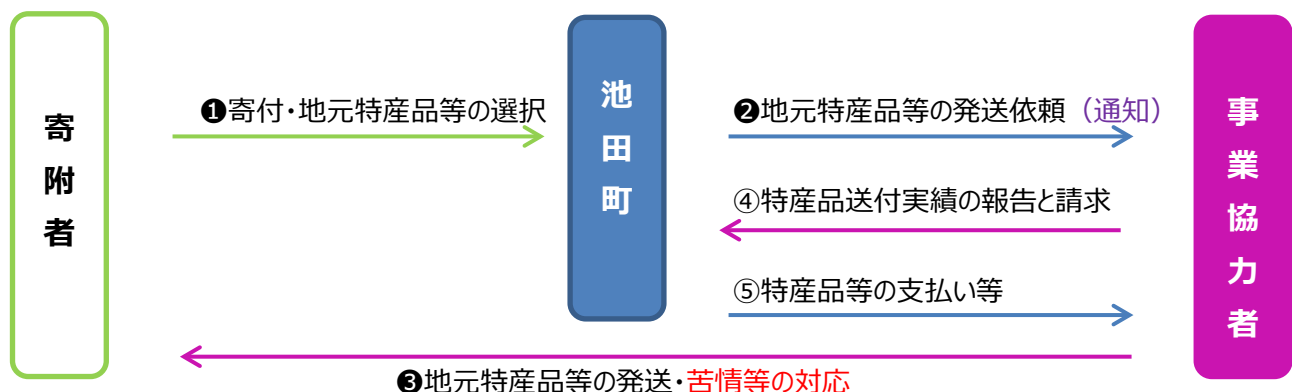 寄附者
❶寄付・地元特産品等の選択
池田町
❷地元特産品等の発送依頼（通知）
④特産品送付実績の報告と請求
⑤特産品等の支払い等
事業協力者
❸地元特産品等の発送・苦情等の対応